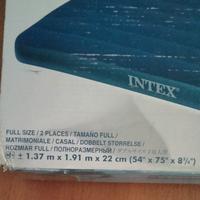 INTEX
FULL SIZE / 2 PLACES / TAMAÑO FULL /
MATRIMONIALE / CASAL / DOBBELT STØRRELSE /
ROZMIAR FULL / ПОЛНОРАЗМЕРНЫЙ /
± 1.37 m x 1.91 m x 22 cm (54" x 75" x 8¾")